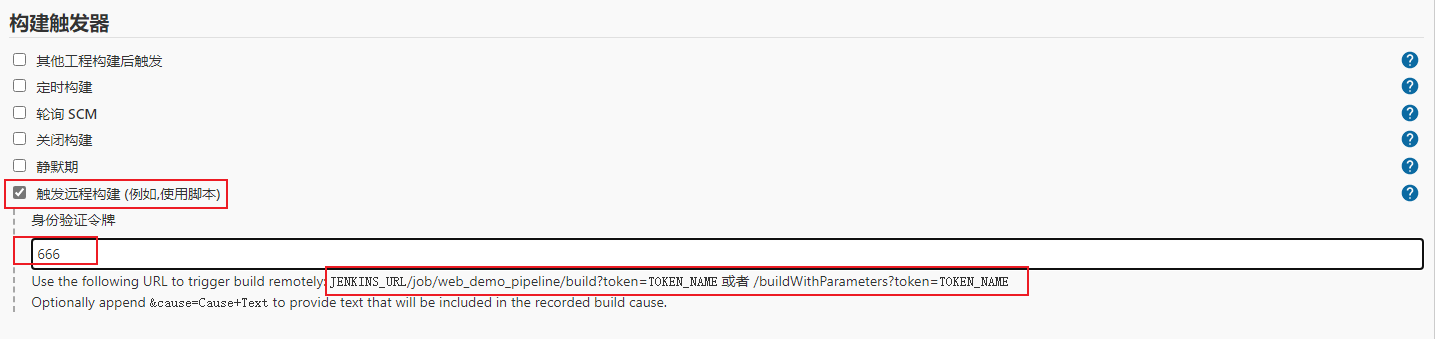 构建触发器
其他工程构建后触发
?
定时构建
?
轮询 SCM
?
关闭构建
?
静默期
?
触发远程构建 (例如,使用脚本)
?
身份验证令牌
666
Use the following URL to trigger build remotely: JENKINS_URL/job/web_demo_pipeline/build?token=TOKEN_NAME 或者 /buildWithParameters?token=TOKEN_NAME
Optionally append &cause=Cause+Text to provide text that will be included in the recorded build cause.